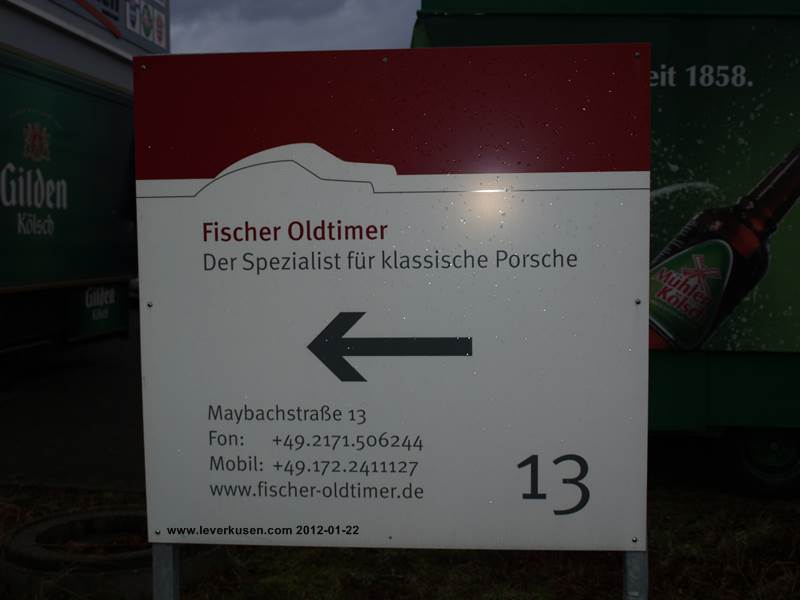 eit 1858.
Gilden
Kölsch
Fischer Oldtimer
Der Spezialist für klassische Porsche
Mühlen
Kölsch
Gilden
Maybachstraße 13
Fon: +49.2171.506244
Mobil: +49.172.2411127
www.fischer-oldtimer.de
13
www.leverkusen.com 2012-01-22